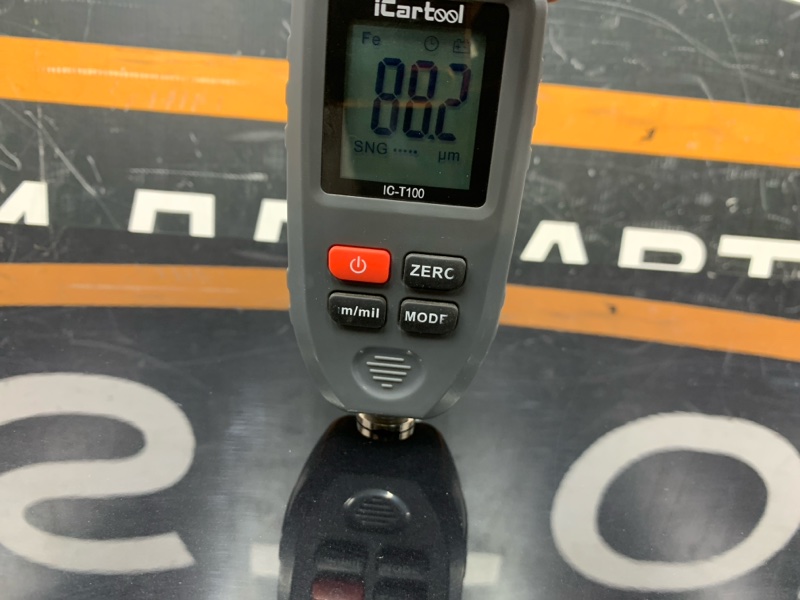 iCartool
Fe
88.2
SNG ••••• µm
IC-T100
ZERO
m/mil
MODE